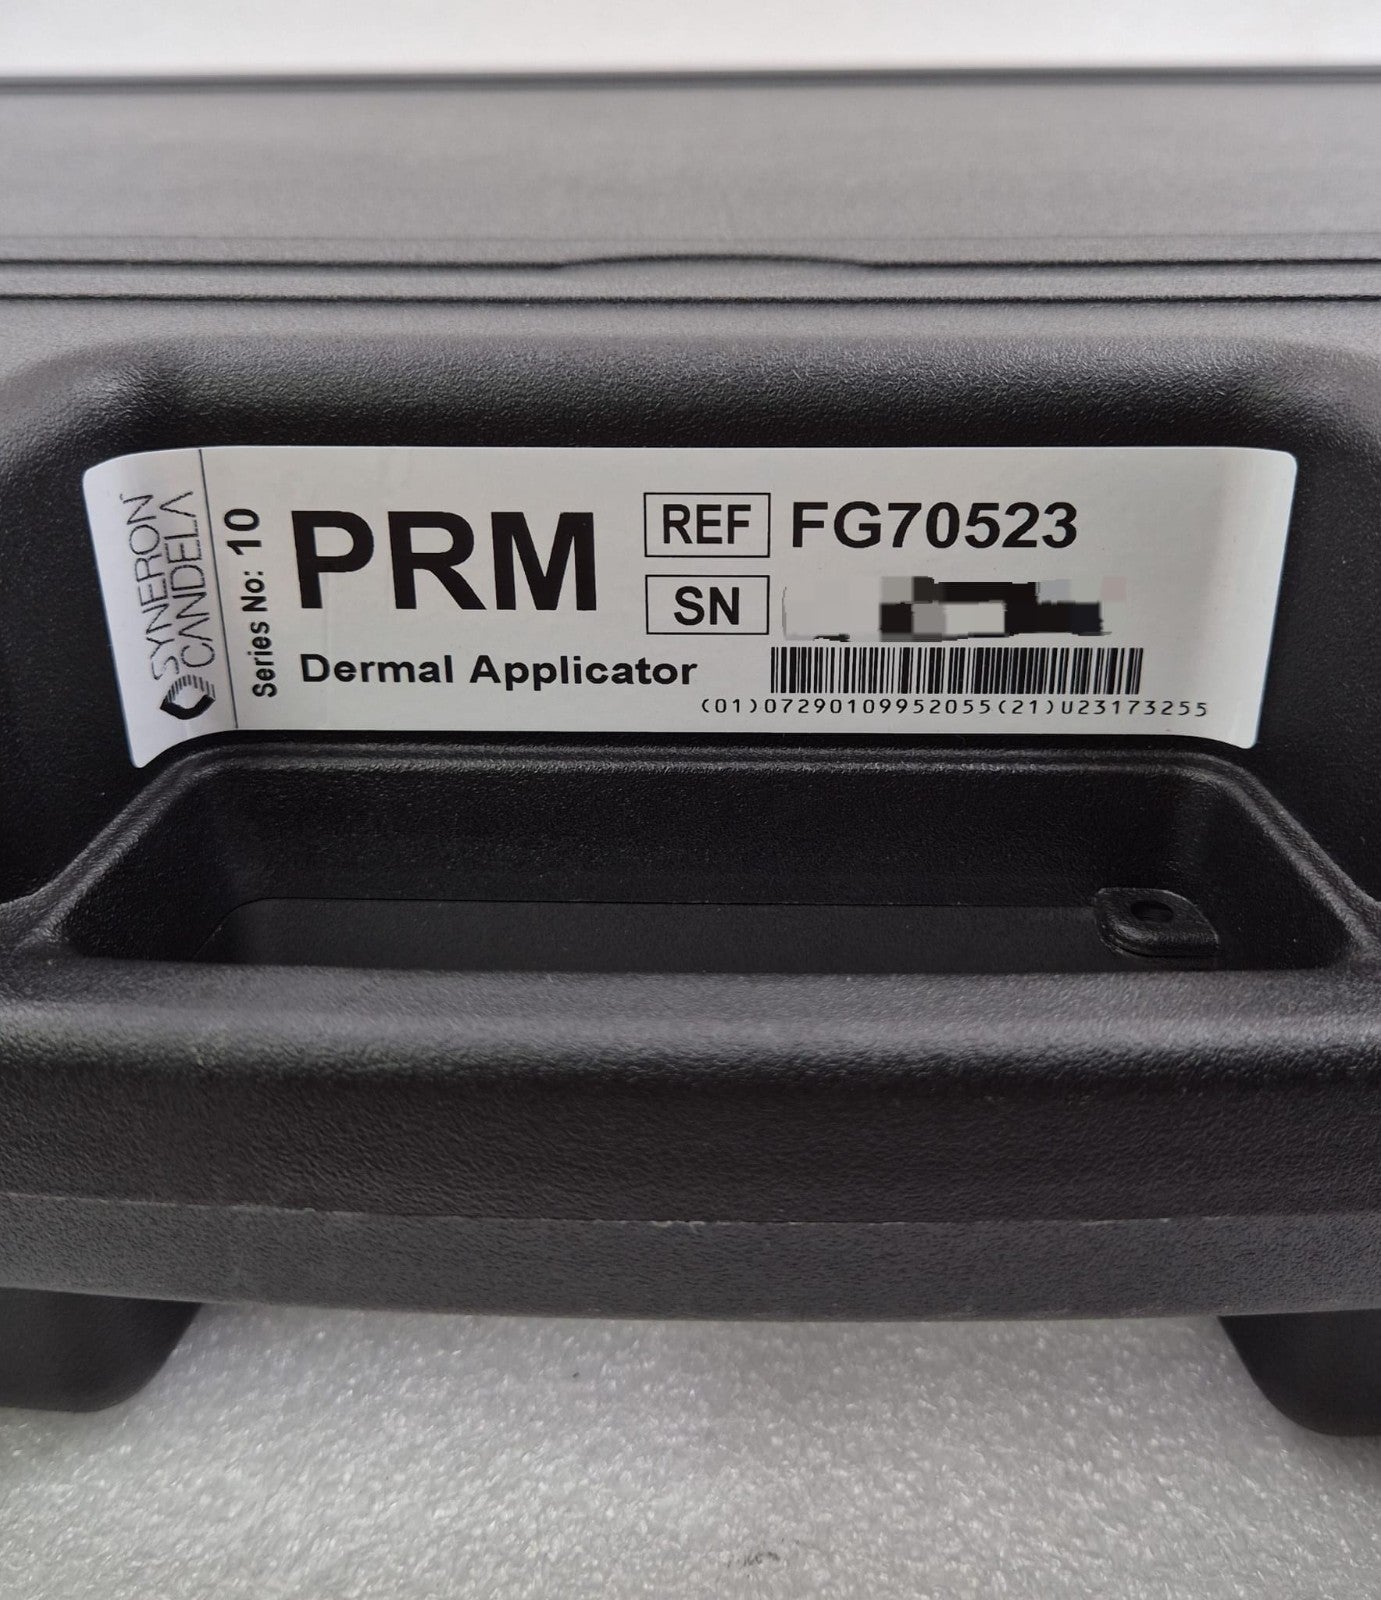 SYNERON
CANDELA
Series No: 10
PRM
REF FG70523
SN
Dermal Applicator
(01)07290109952055(21)U23173255